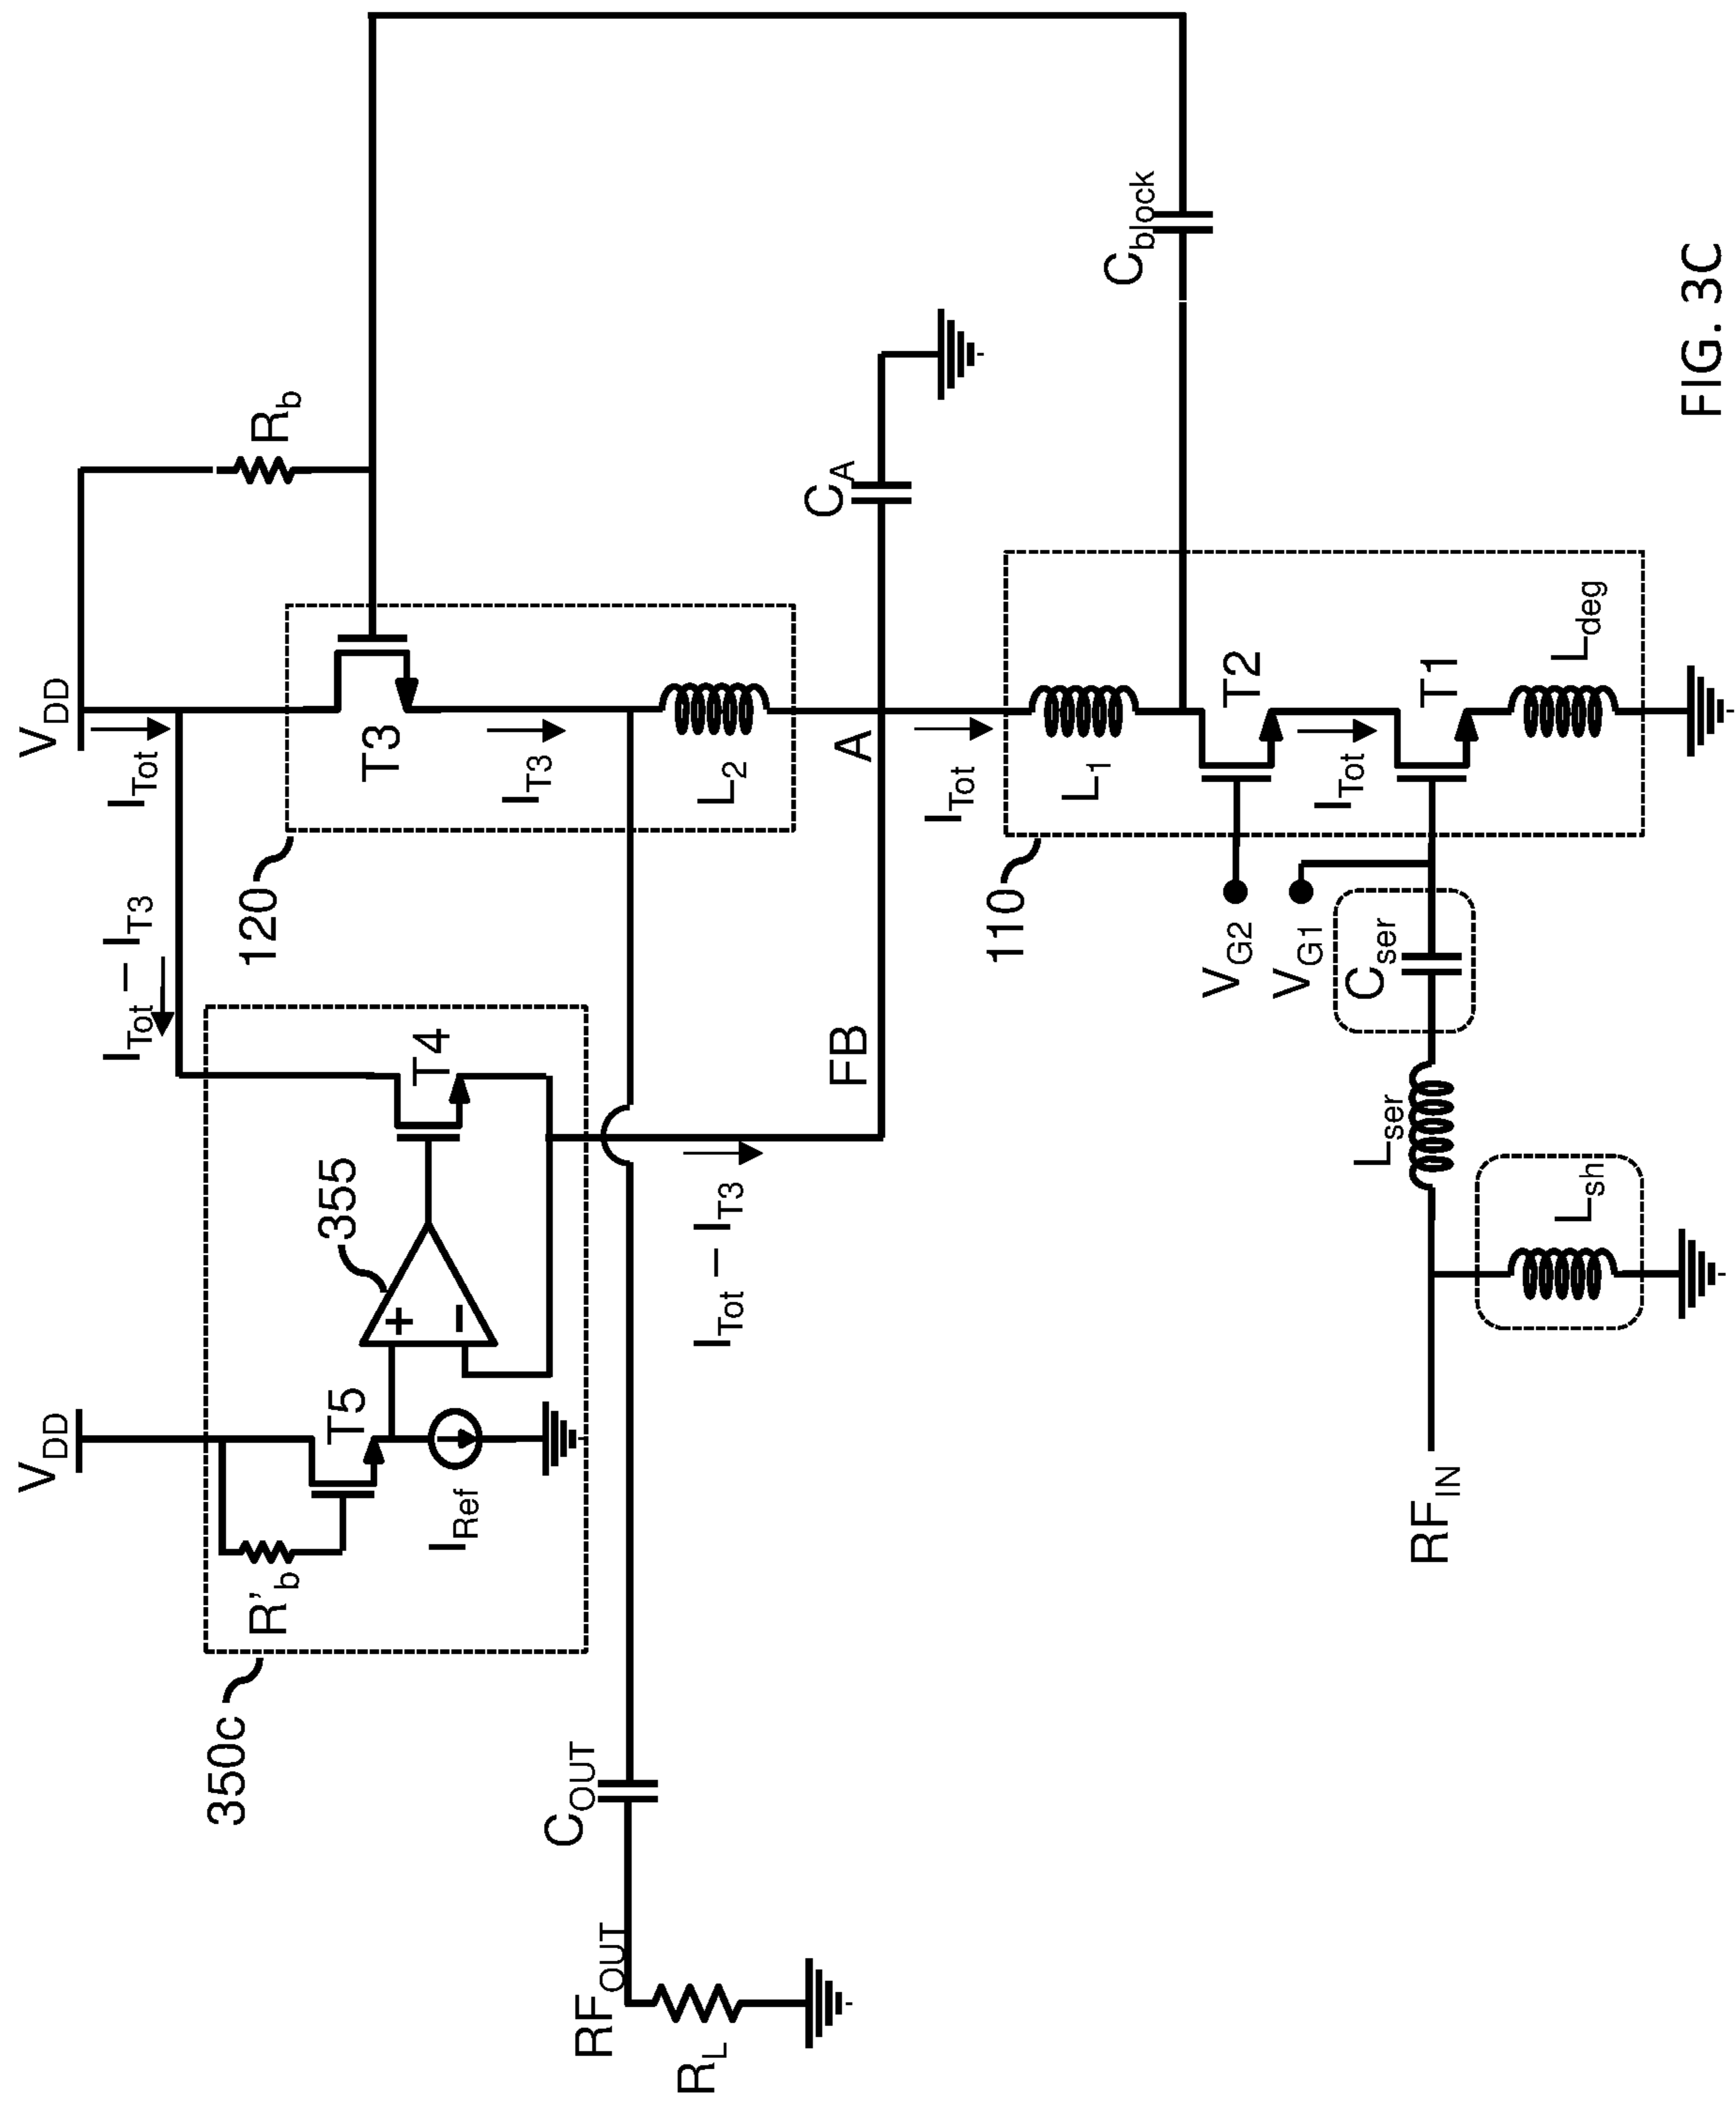 V_DD
V_DD
I_Tot
I_Tot – I_T3
R_b
T3
120
I_T3
L_2
350c
R'_b
T5
I_Ref
355
+
–
T4
I_Tot – I_T3
RF_OUT
C_OUT
R_L
FB
A
C_A
C_block
I_Tot
110
L_1
T2
I_Tot
T1
L_deg
V_G2
V_G1
C_ser
L_ser
L_sh
RF_IN
FIG. 3C